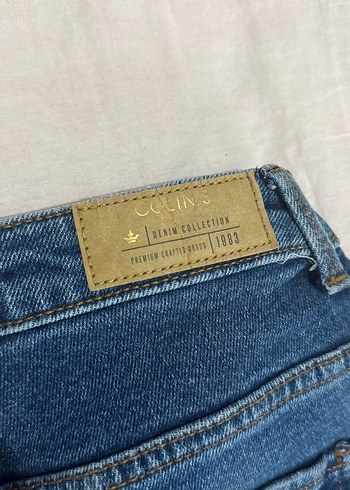 COLIN'S
DENIM COLLECTION
PREMIUM CRAFTED GOODS
1983